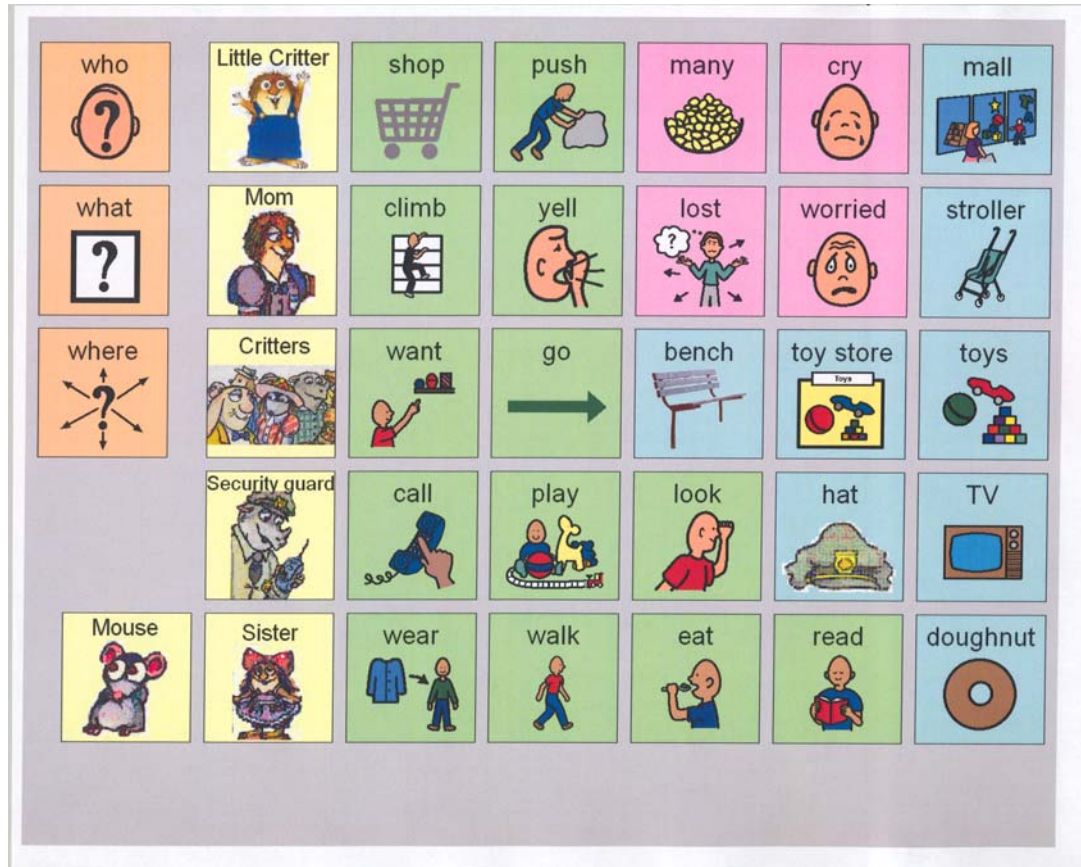 who
Little Critter
shop
push
many
cry
mall
what
?
Mom
climb
yell
lost
?
worried
stroller
where
?
Critters
want
go
bench
toy store
Toys
toys
Security guard
call
play
look
hat
TV
Mouse
Sister
wear
walk
eat
read
doughnut